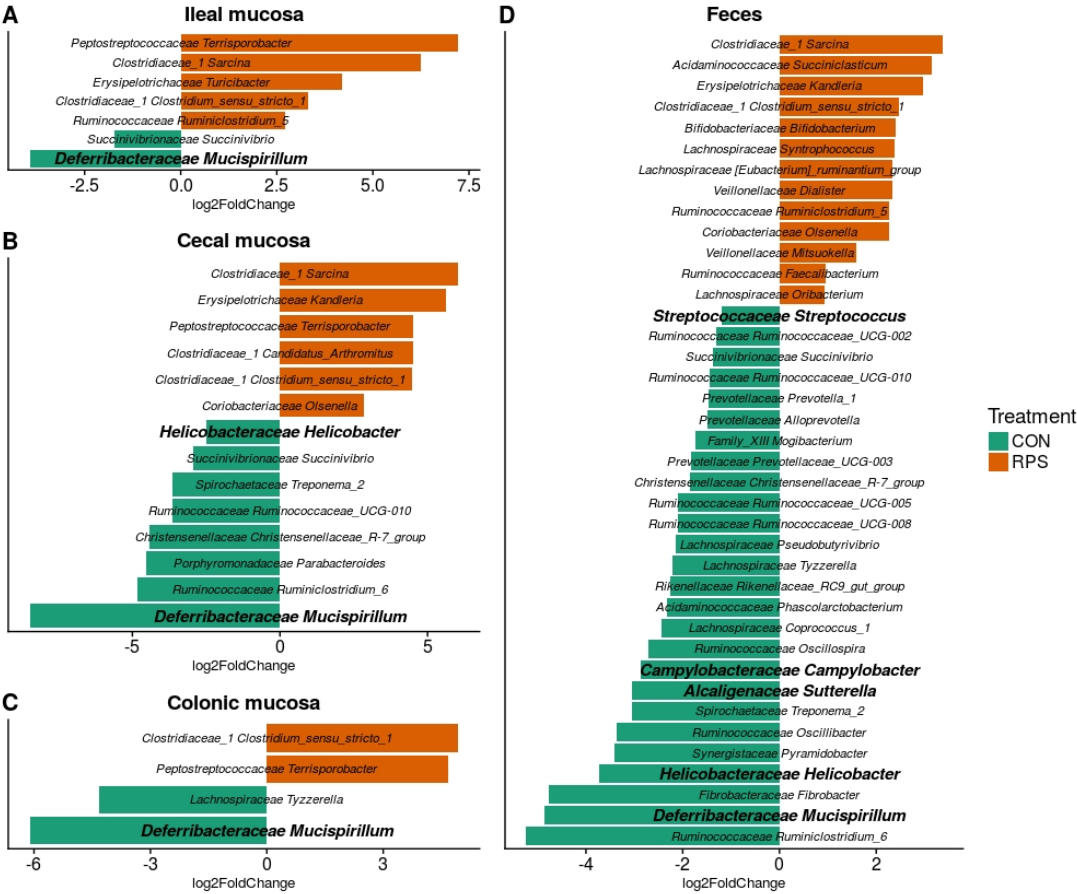 A
Ileal mucosa
Peptostreptococcaceae Terrisporobacter
Clostridiaceae_1 Sarcina
Erysipelotrichaceae Turicibacter
Clostridiaceae_1 Clostridium_sensu_stricto_1
Ruminococcaceae Ruminiclostridium_5
Succinivibrionaceae Succinivibrio
Deferribacteraceae Mucispirillum
-2.5 0.0 2.5 5.0 7.5
log2FoldChange
B
Cecal mucosa
Clostridiaceae_1 Sarcina
Erysipelotrichaceae Kandleria
Peptostreptococcaceae Terrisporobacter
Clostridiaceae_1 Candidatus_Arthromitus
Clostridiaceae_1 Clostridium_sensu_stricto_1
Coriobacteriaceae Olsenella
Helicobacteraceae Helicobacter
Succinivibrionaceae Succinivibrio
Spirochaetaceae Treponema_2
Ruminococcaceae Ruminococcaceae_UCG-010
Christensenellaceae Christensenellaceae_R-7_group
Porphyromonadaceae Parabacteroides
Ruminococcaceae Ruminiclostridium_6
Deferribacteraceae Mucispirillum
-5 0 5
log2FoldChange
C
Colonic mucosa
Clostridiaceae_1 Clostridium_sensu_stricto_1
Peptostreptococcaceae Terrisporobacter
Lachnospiraceae Tyzzerella
Deferribacteraceae Mucispirillum
-6 -3 0 3
log2FoldChange
D
Feces
Clostridiaceae_1 Sarcina
Acidaminococcaceae Succiniclasticum
Erysipelotrichaceae Kandleria
Clostridiaceae_1 Clostridium_sensu_stricto_1
Bifidobacteriaceae Bifidobacterium
Lachnospiraceae Syntrophococcus
Lachnospiraceae [Eubacterium]_ruminantium_group
Veillonellaceae Dialister
Ruminococcaceae Ruminiclostridium_5
Coriobacteriaceae Olsenella
Veillonellaceae Mitsuokella
Ruminococcaceae Faecalibacterium
Lachnospiraceae Oribacterium
Streptococcaceae Streptococcus
Ruminococcaceae Ruminococcaceae_UCG-002
Succinivibrionaceae Succinivibrio
Ruminococcaceae Ruminococcaceae_UCG-010
Prevotellaceae Prevotella_1
Prevotellaceae Alloprevotella
Family_XIII Mogibacterium
Prevotellaceae Prevotellaceae_UCG-003
Christensenellaceae Christensenellaceae_R-7_group
Ruminococcaceae Ruminococcaceae_UCG-005
Ruminococcaceae Ruminococcaceae_UCG-008
Lachnospiraceae Pseudobutyrivibrio
Lachnospiraceae Tyzzerella
Rikenellaceae Rikenellaceae_RC9_gut_group
Acidaminococcaceae Phascolarctobacterium
Lachnospiraceae Coprococcus_1
Ruminococcaceae Oscillospira
Campylobacteraceae Campylobacter
Alcaligenaceae Sutterella
Spirochaetaceae Treponema_2
Ruminococcaceae Oscillibacter
Synergistaceae Pyramidobacter
Helicobacteraceae Helicobacter
Fibrobacteraceae Fibrobacter
Deferribacteraceae Mucispirillum
Ruminococcaceae Ruminiclostridium_6
-4 -2 0 2
log2FoldChange
Treatment
CON
RPS